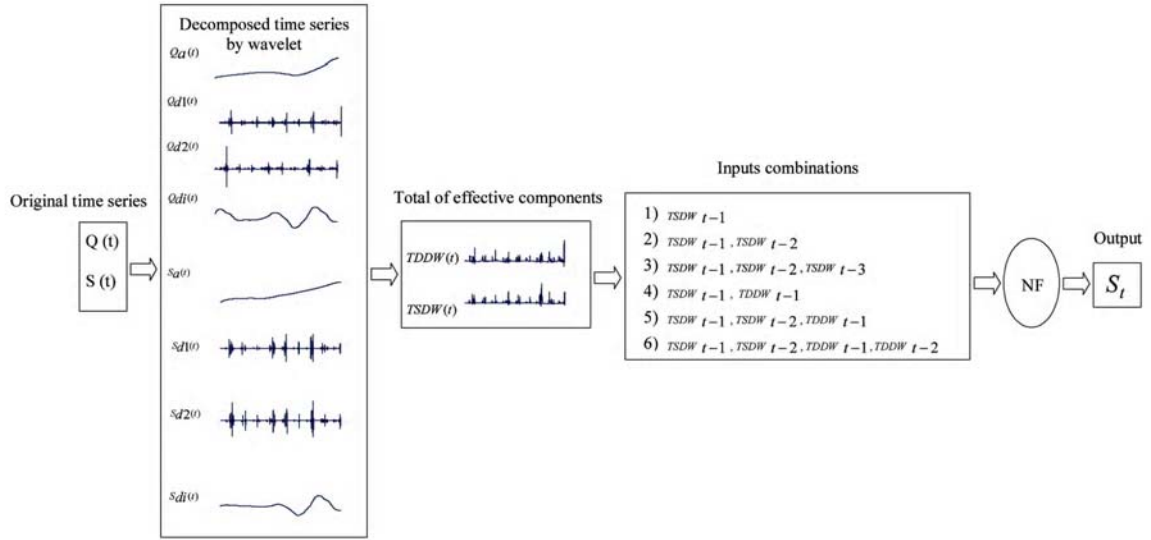 Original time series
Q (t)
S (t)
Decomposed time series
by wavelet
Qa(t)
Qd1(t)
Qd2(t)
Qdi(t)
Sa(t)
Sd1(t)
Sd2(t)
Sdi(t)
Total of effective components
TDDW(t)
TSDW(t)
Inputs combinations
1) TSDW t-1
2) TSDW t-1 , TSDW t-2
3) TSDW t-1 , TSDW t-2 , TSDW t-3
4) TSDW t-1 , TDDW t-1
5) TSDW t-1 , TSDW t-2 , TDDW t-1
6) TSDW t-1 , TSDW t-2 , TDDW t-1 , TDDW t-2
NF
Output
St